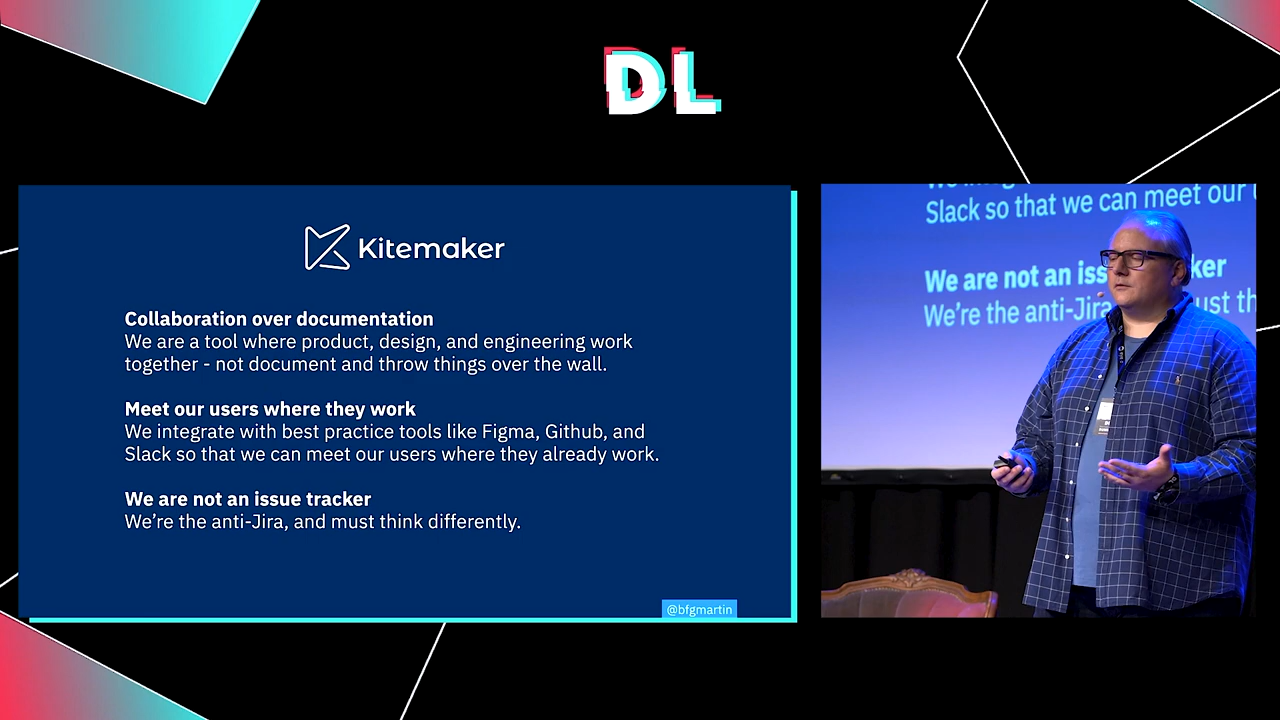 DL
Kitemaker
Collaboration over documentation
We are a tool where product, design, and engineering work
together - not document and throw things over the wall.
Meet our users where they work
We integrate with best practice tools like Figma, Github, and
Slack so that we can meet our users where they already work.
We are not an issue tracker
We're the anti-Jira, and must think differently.
@bfgmartin
Slack so that we can meet our
We are not an iss ker
We're the anti-Jira ust th